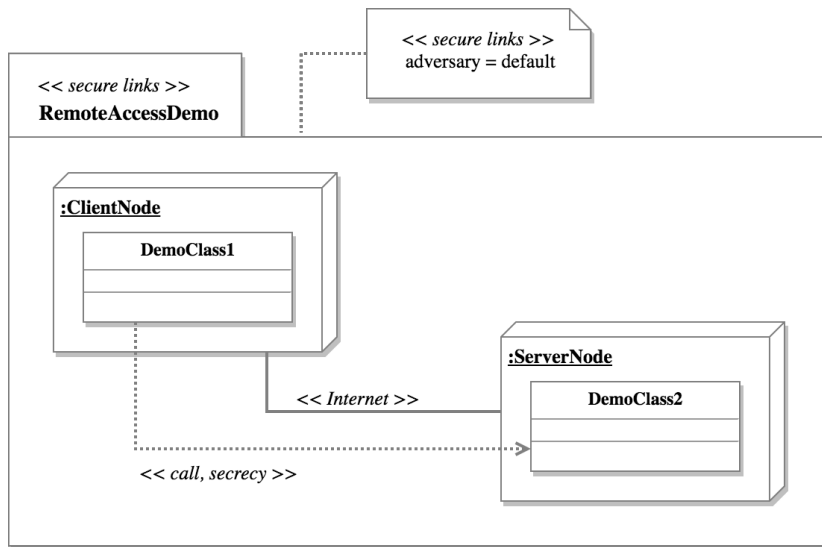 << secure links >>
adversary = default
<< secure links >>
RemoteAccessDemo
:ClientNode
DemoClass1
:ServerNode
<< Internet >>
DemoClass2
<< call, secrecy >>